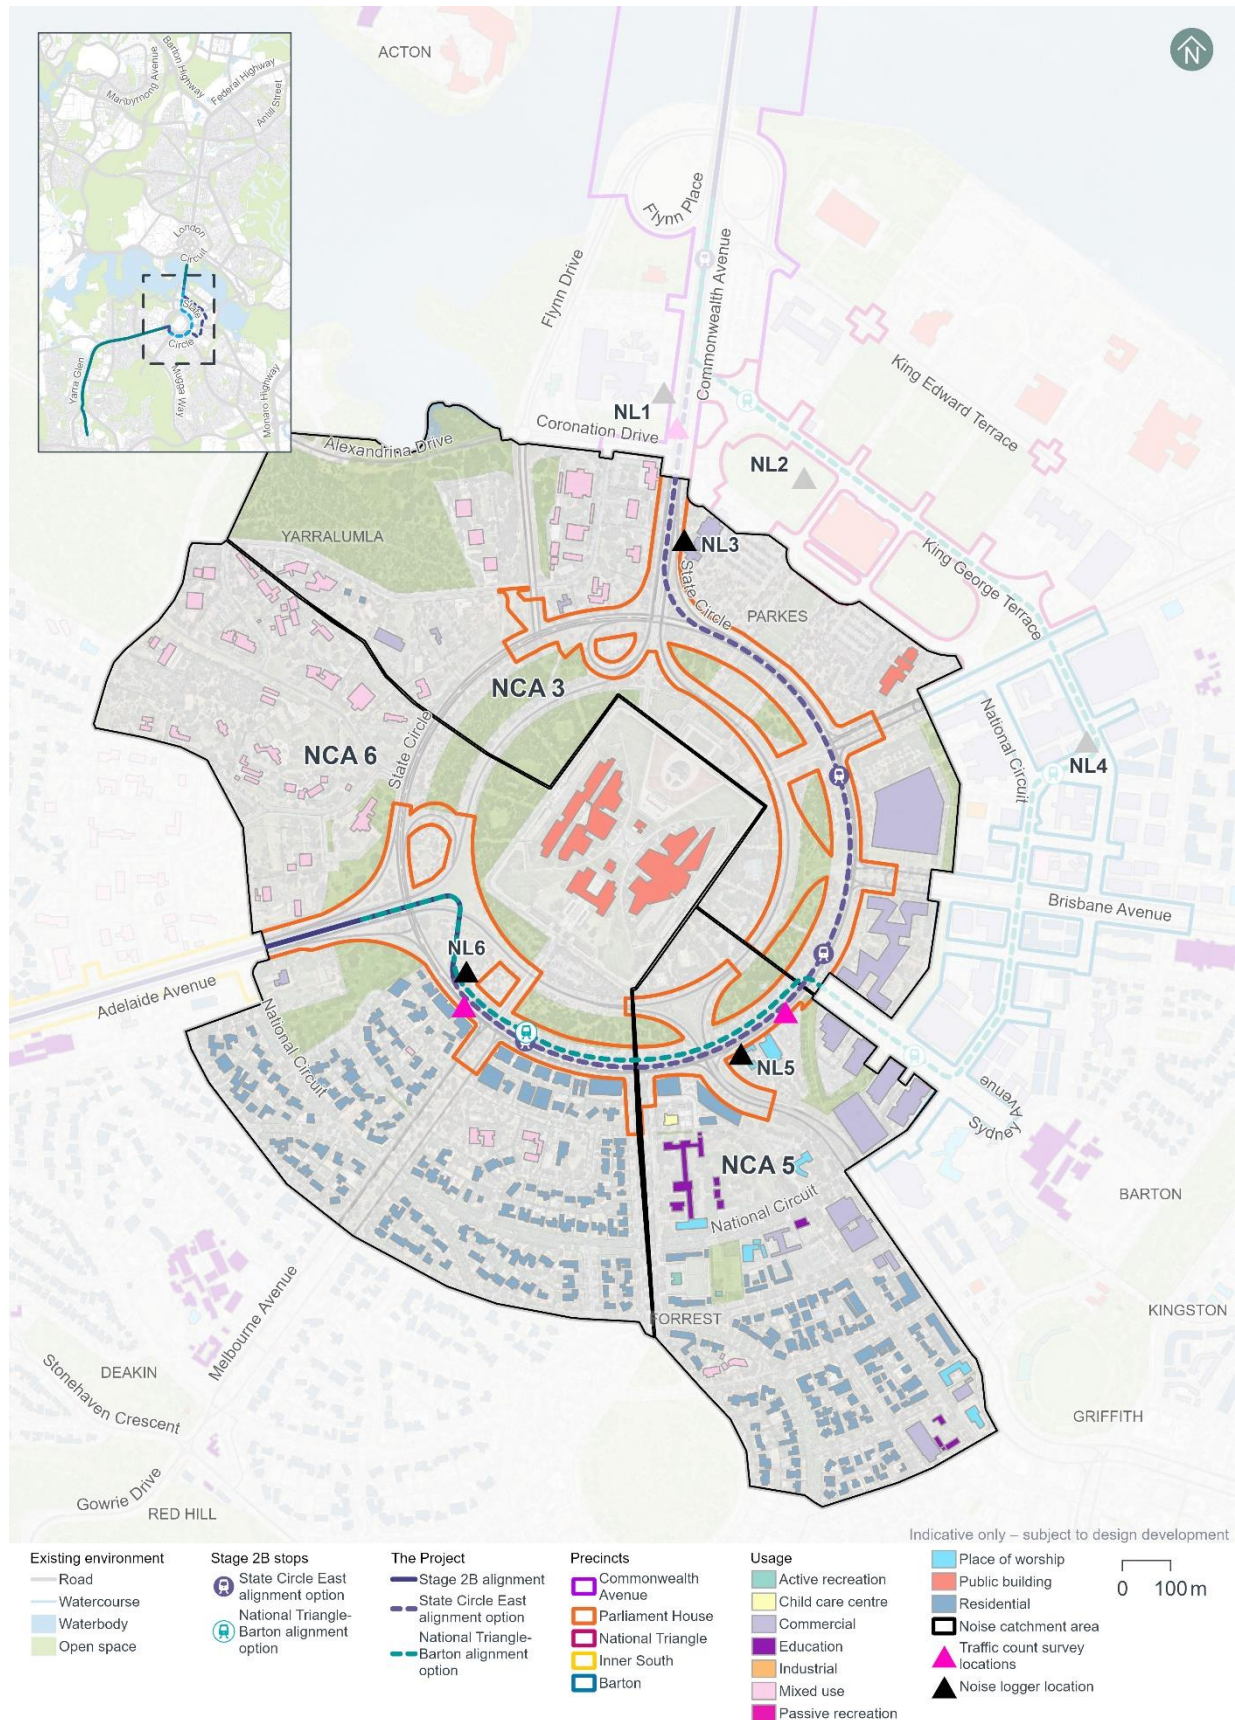 ACTON
N
Barton Highway
Maribyrnong Avenue
Federal Highway
Antill Street
London
Circuit
State
Circle
Yarra Glen
Mugga Way
Monaro Highway
Flynn Place
Flynn Drive
Commonwealth Avenue
King Edward Terrace
NL1
Coronation Drive
Alexandrina Drive
NL2
YARRALUMLA
NL3
State Circle
King George Terrace
PARKES
NCA 3
National Circuit
State Circle
NCA 6
NL4
Brisbane Avenue
NL6
Adelaide Avenue
National Circuit
NL5
Sydney
Avenue
NCA 5
National Circuit
BARTON
KINGSTON
FORREST
Melbourne Avenue
DEAKIN
Stonehaven Crescent
GRIFFITH
Gowrie Drive
RED HILL
Indicative only – subject to design development
Existing environment
Road
Watercourse
Waterbody
Open space
Stage 2B stops
State Circle East
alignment option
National Triangle-
Barton alignment
option
The Project
Stage 2B alignment
State Circle East
alignment option
National Triangle-
Barton alignment
option
Precincts
Commonwealth
Avenue
Parliament House
National Triangle
Inner South
Barton
Usage
Active recreation
Child care centre
Commercial
Education
Industrial
Mixed use
Passive recreation
Place of worship
Public building
Residential
Noise catchment area
Traffic count survey
locations
Noise logger location
0 100 m